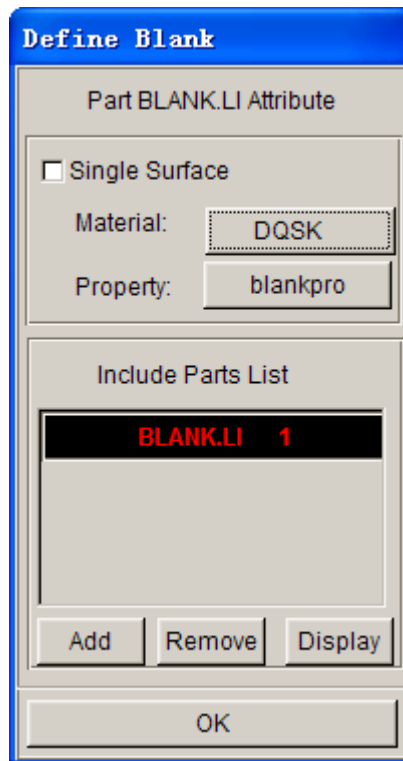 Define Blank
Part BLANK.LI Attribute
Single Surface
Material: DQSK
Property: blankpro
Include Parts List
BLANK.LI 1
Add Remove Display
OK